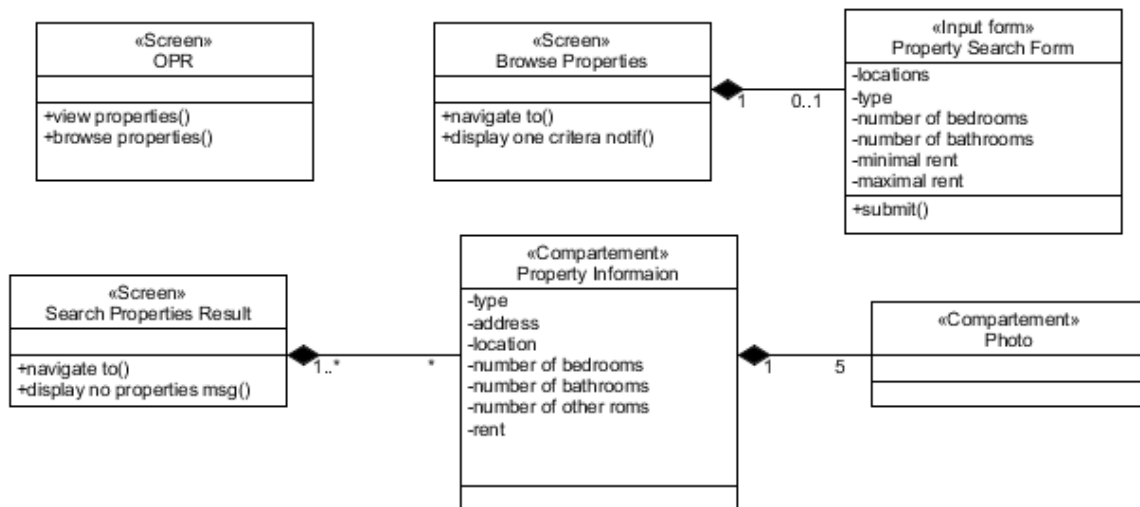 «Screen»
OPR
+view properties()
+browse properties()
«Screen»
Browse Properties
+navigate to()
+display one critera notif()
1
0..1
«Input form»
Property Search Form
-locations
-type
-number of bedrooms
-number of bathrooms
-minimal rent
-maximal rent
+submit()
«Screen»
Search Properties Result
+navigate to()
+display no properties msg()
1..*
*
«Compartement»
Property Informaion
-type
-address
-location
-number of bedrooms
-number of bathrooms
-number of other roms
-rent
1
5
«Compartement»
Photo